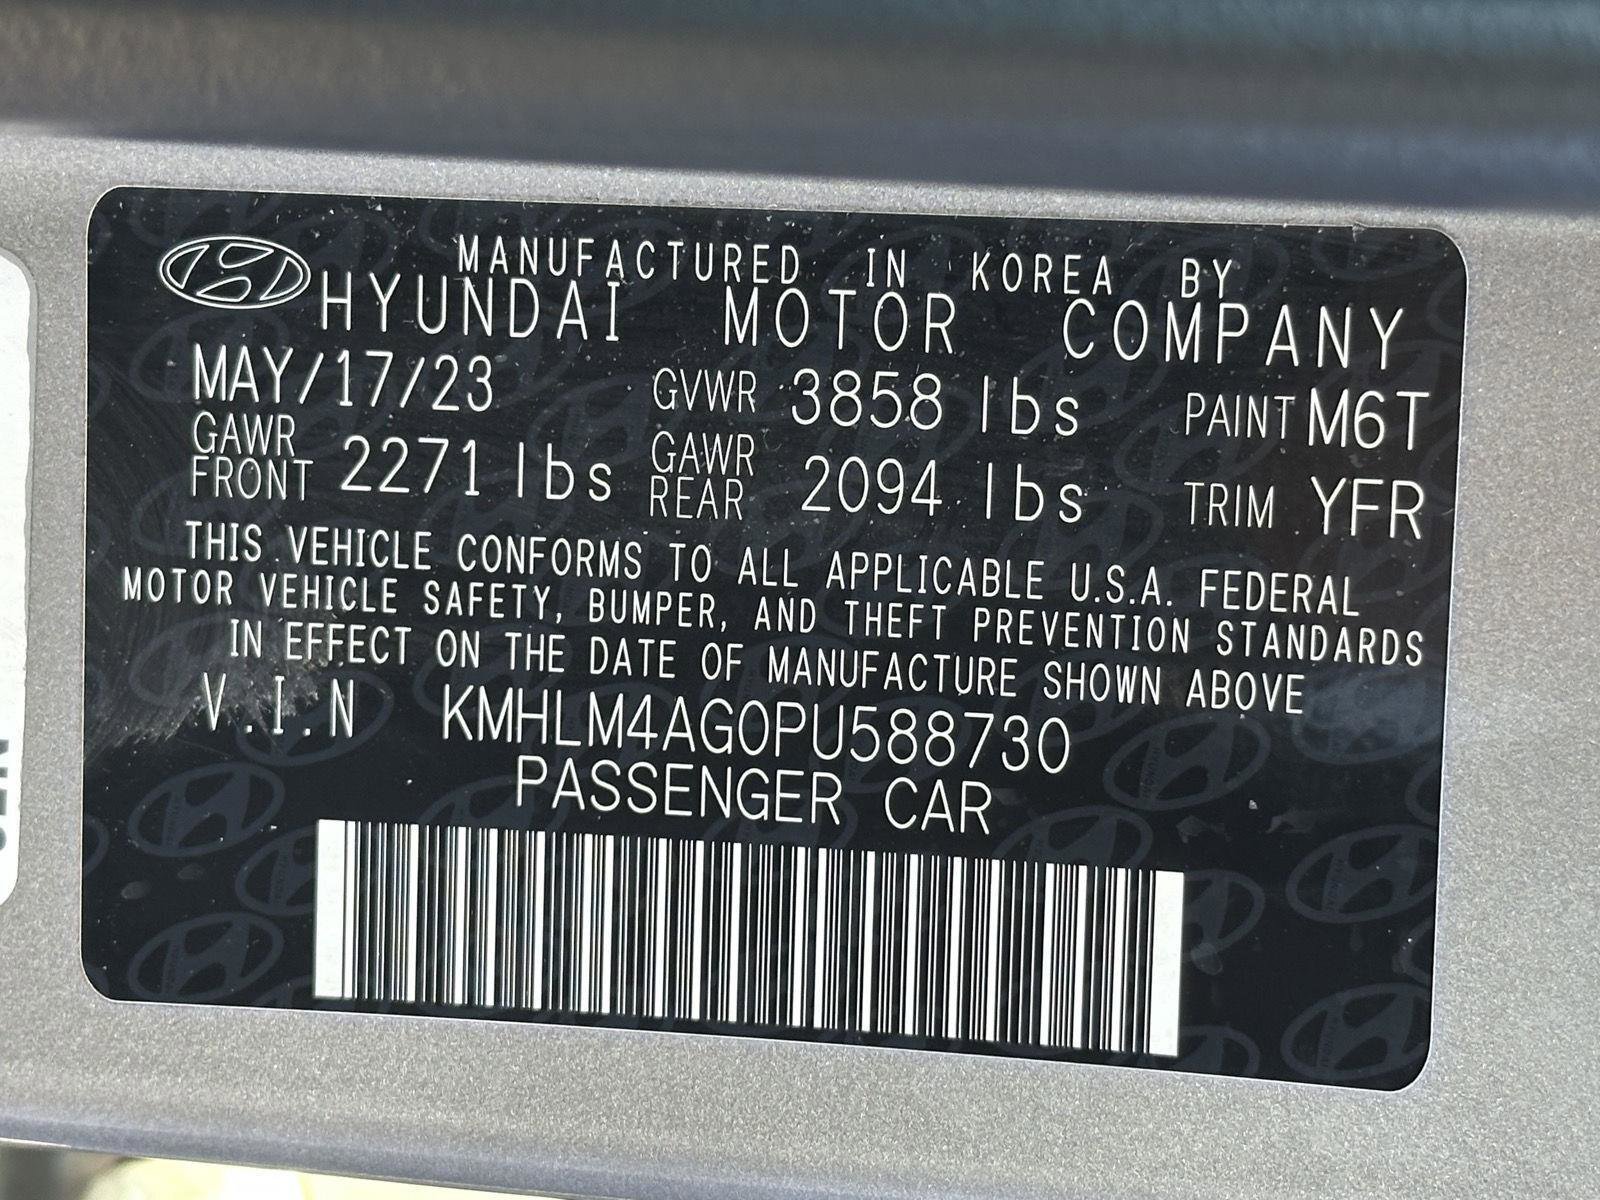 MANUFACTURED IN KOREA BY
HYUNDAI MOTOR COMPANY
MAY/17/23 GVWR 3858 lbs PAINT M6T
GAWR FRONT 2271 lbs GAWR REAR 2094 lbs TRIM YFR
THIS VEHICLE CONFORMS TO ALL APPLICABLE U.S.A. FEDERAL
MOTOR VEHICLE SAFETY, BUMPER, AND THEFT PREVENTION STANDARDS
IN EFFECT ON THE DATE OF MANUFACTURE SHOWN ABOVE
V.I.N KMHLM4AG0PU588730
PASSENGER CAR